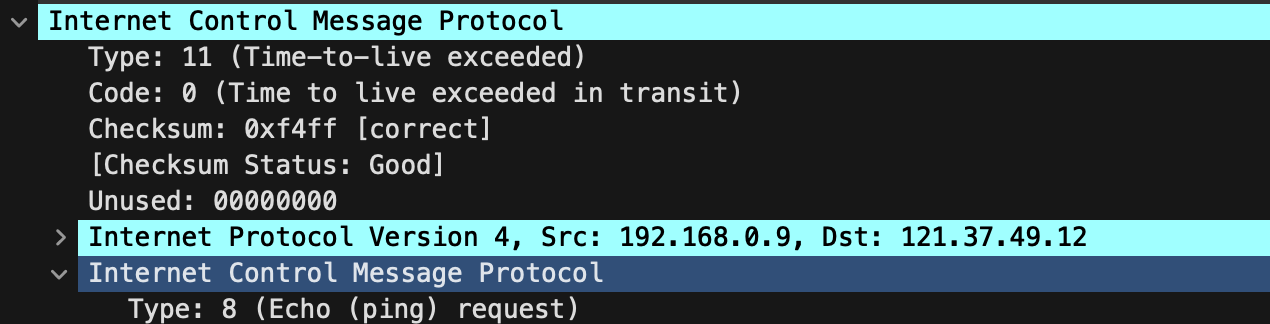 Internet Control Message Protocol
Type: 11 (Time-to-live exceeded)
Code: 0 (Time to live exceeded in transit)
Checksum: 0xf4ff [correct]
[Checksum Status: Good]
Unused: 00000000
Internet Protocol Version 4, Src: 192.168.0.9, Dst: 121.37.49.12
Internet Control Message Protocol
Type: 8 (Echo (ping) request)